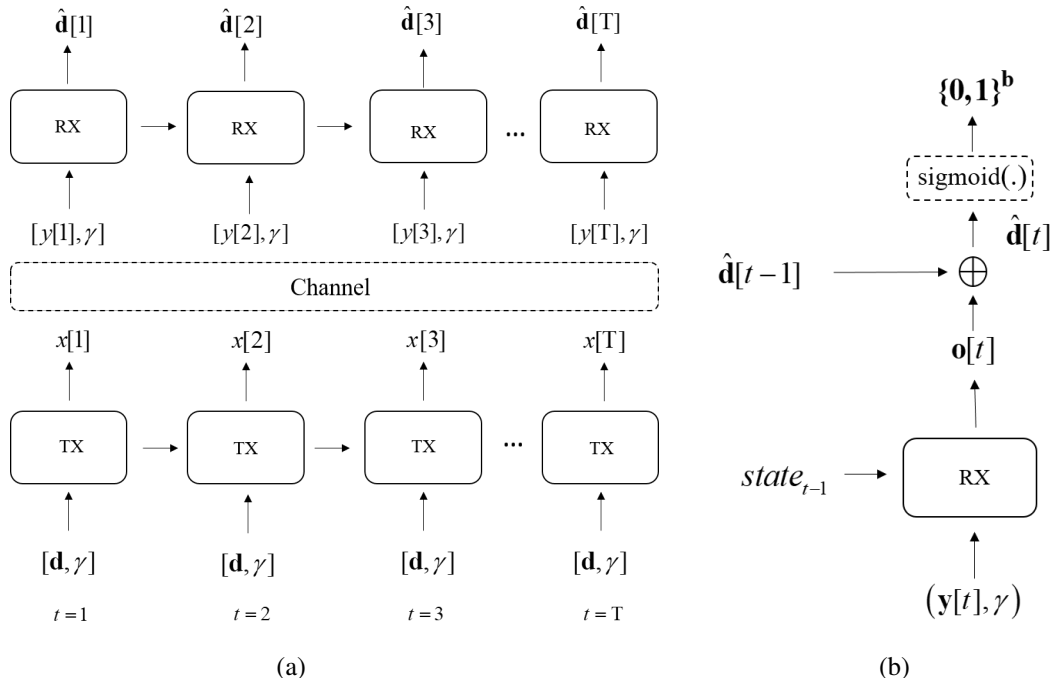 𝐝̂[1] 𝐝̂[2] 𝐝̂[3] 𝐝̂[T]
RX RX RX ... RX
[y[1],γ] [y[2],γ] [y[3],γ] [y[T],γ]
Channel
x[1] x[2] x[3] x[T]
TX TX TX ... TX
[𝐝,γ] [𝐝,γ] [𝐝,γ] [𝐝,γ]
t = 1 t = 2 t = 3 t = T
(a)
{0,1}ᵇ
sigmoid(.)
𝐝̂[t]
𝐝̂[t−1] ⊕
𝐨[t]
stateₜ₋₁ RX
(𝐲[t],γ)
(b)